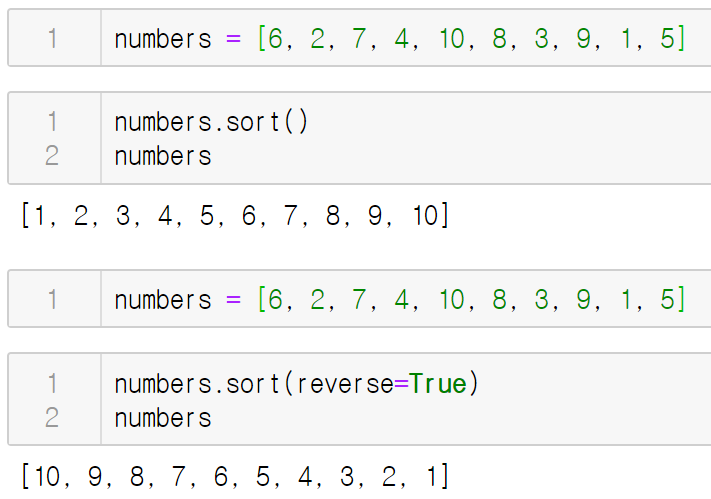 1 numbers = [6, 2, 7, 4, 10, 8, 3, 9, 1, 5]
1 numbers.sort()
2 numbers
[1, 2, 3, 4, 5, 6, 7, 8, 9, 10]
1 numbers = [6, 2, 7, 4, 10, 8, 3, 9, 1, 5]
1 numbers.sort(reverse=True)
2 numbers
[10, 9, 8, 7, 6, 5, 4, 3, 2, 1]